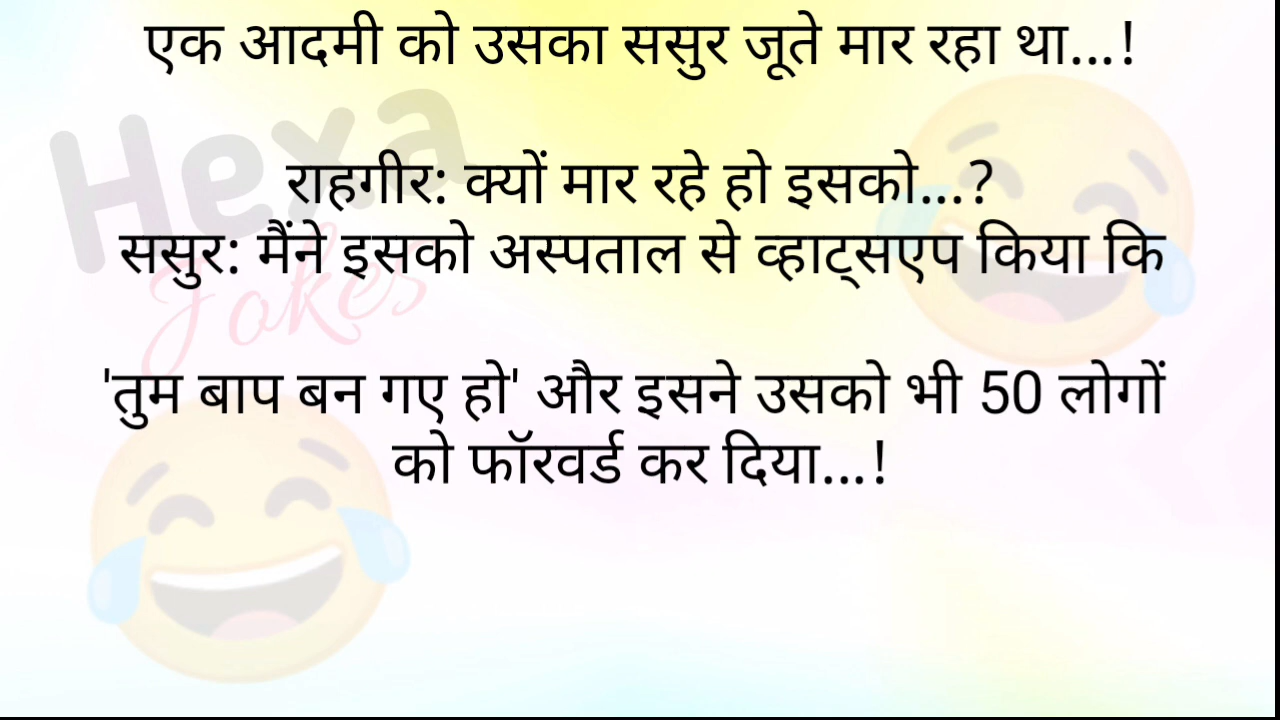 एक आदमी को उसका ससुर जूते मार रहा था...!
Hexa
Jokes
राहगीर: क्यों मार रहे हो इसको...?
ससुर: मैंने इसको अस्पताल से व्हाट्सएप किया कि
'तुम बाप बन गए हो' और इसने उसको भी 50 लोगों
को फॉरवर्ड कर दिया...!